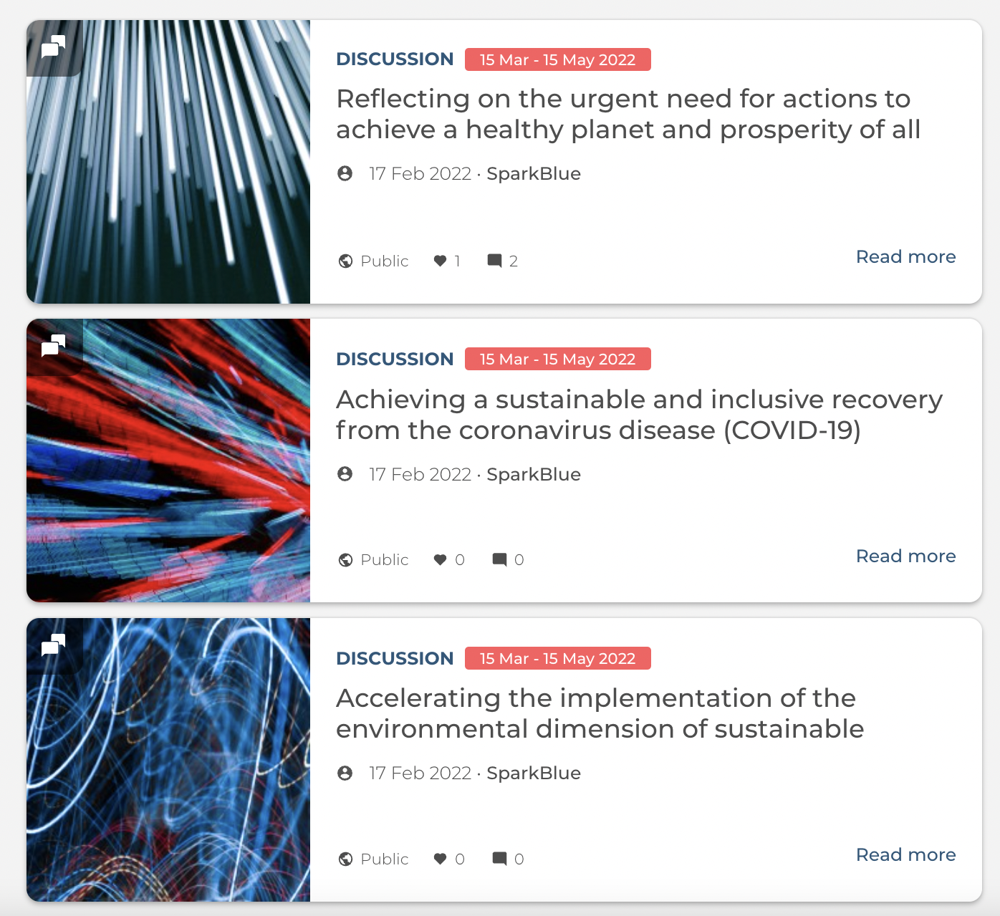 DISCUSSION 15 Mar - 15 May 2022
Reflecting on the urgent need for actions to
achieve a healthy planet and prosperity of all
17 Feb 2022 · SparkBlue
Public 1 2 Read more
DISCUSSION 15 Mar - 15 May 2022
Achieving a sustainable and inclusive recovery
from the coronavirus disease (COVID-19)
17 Feb 2022 · SparkBlue
Public 0 0 Read more
DISCUSSION 15 Mar - 15 May 2022
Accelerating the implementation of the
environmental dimension of sustainable
17 Feb 2022 · SparkBlue
Public 0 0 Read more